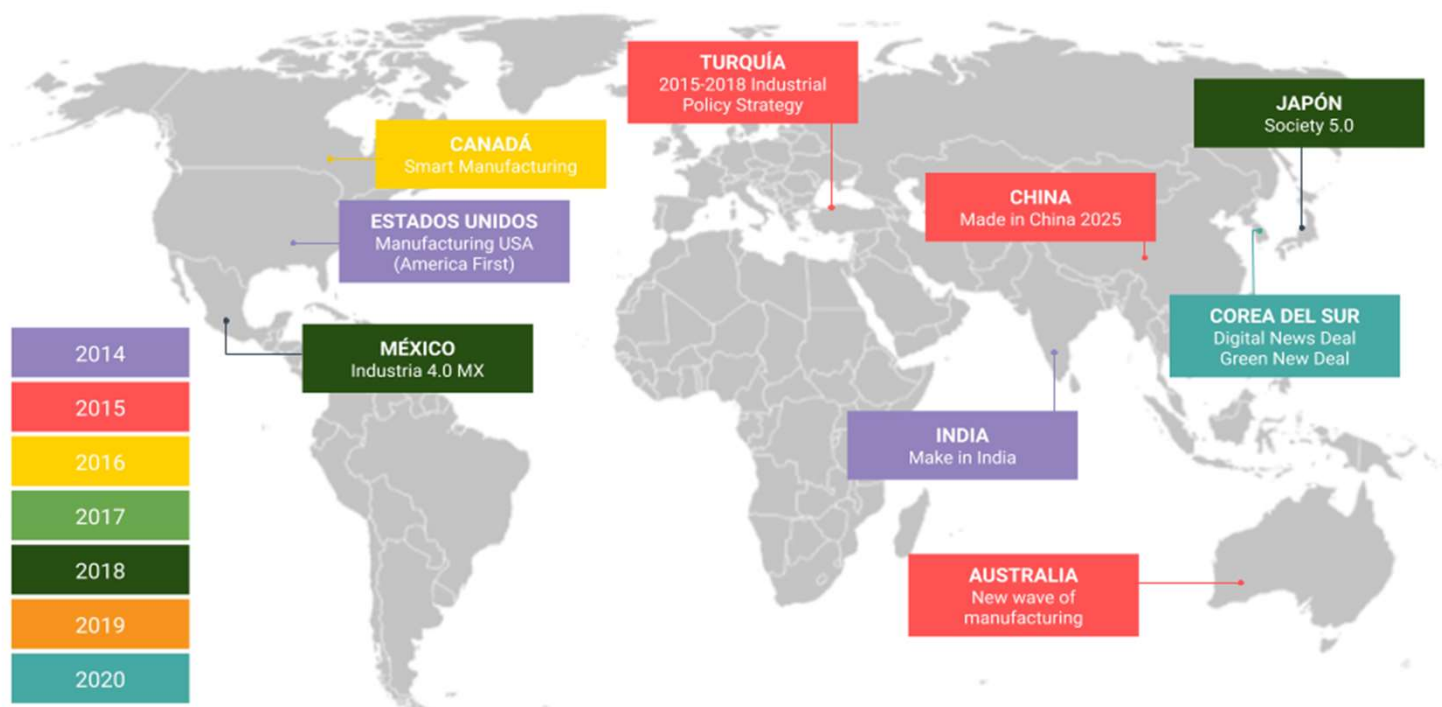 TURQUÍA
2015-2018 Industrial
Policy Strategy
JAPÓN
Society 5.0
CANADÁ
Smart Manufacturing
CHINA
Made in China 2025
ESTADOS UNIDOS
Manufacturing USA
(America First)
COREA DEL SUR
Digital News Deal
Green New Deal
MÉXICO
Industria 4.0 MX
INDIA
Make in India
AUSTRALIA
New wave of
manufacturing
2014
2015
2016
2017
2018
2019
2020